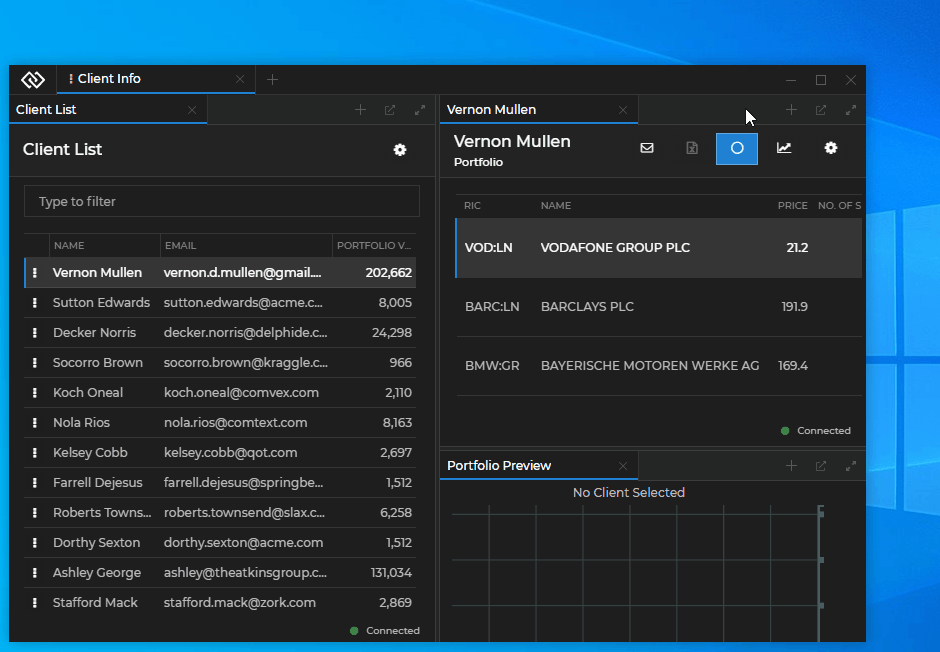 Client Info
Client List
Client List
Type to filter
NAME EMAIL PORTFOLIO V...
Vernon Mullen vernon.d.mullen@gmail.... 202,662
Sutton Edwards sutton.edwards@acme.c... 8,005
Decker Norris decker.norris@delphide.c... 24,298
Socorro Brown socorro.brown@kraggle.c... 966
Koch Oneal koch.oneal@comvex.com 2,110
Nola Rios nola.rios@comtext.com 8,163
Kelsey Cobb kelsey.cobb@qot.com 2,697
Farrell Dejesus farrell.dejesus@springbe... 1,512
Roberts Towns... roberts.townsend@slax.c... 6,258
Dorthy Sexton dorthy.sexton@acme.com 1,512
Ashley George ashley@theatkinsgroup.c... 131,034
Stafford Mack stafford.mack@zork.com 2,869
Connected
Vernon Mullen
Vernon Mullen
Portfolio
RIC NAME PRICE NO. OF S
VOD:LN VODAFONE GROUP PLC 21.2
BARC:LN BARCLAYS PLC 191.9
BMW:GR BAYERISCHE MOTOREN WERKE AG 169.4
Connected
Portfolio Preview
No Client Selected